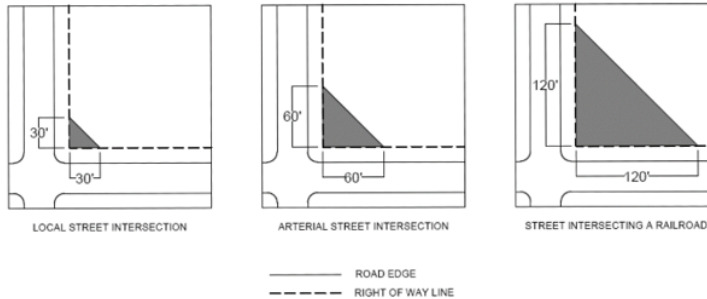 30'
30'
LOCAL STREET INTERSECTION
60'
60'
ARTERIAL STREET INTERSECTION
120'
120'
STREET INTERSECTING A RAILROAD
ROAD EDGE
RIGHT OF WAY LINE